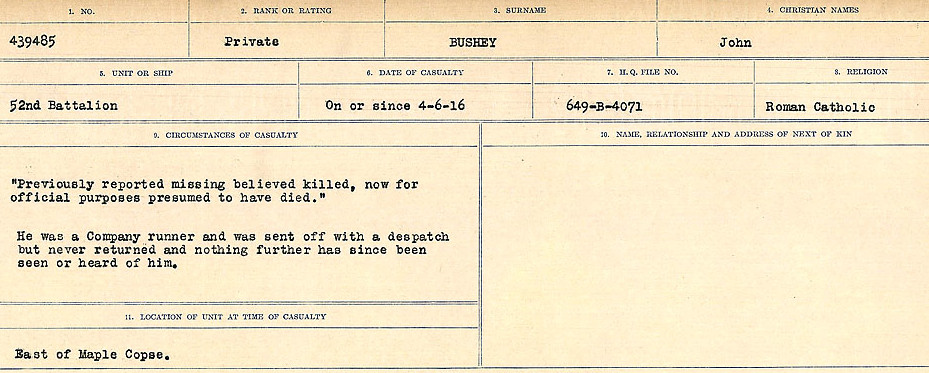 1. NO.
2. RANK OR RATING
3. SURNAME
4. CHRISTIAN NAMES
439485
Private
BUSHEY
John
5. UNIT OR SHIP
6. DATE OF CASUALTY
7. H.Q. FILE NO.
8. RELIGION
52nd Battalion
On or since 4-6-16
649-B-4071
Roman Catholic
9. CIRCUMSTANCES OF CASUALTY
10. NAME, RELATIONSHIP AND ADDRESS OF NEXT OF KIN
"Previously reported missing believed killed, now for
official purposes presumed to have died."
He was a Company runner and was sent off with a despatch
but never returned and nothing further has since been
seen or heard of him.
11. LOCATION OF UNIT AT TIME OF CASUALTY
East of Maple Copse.